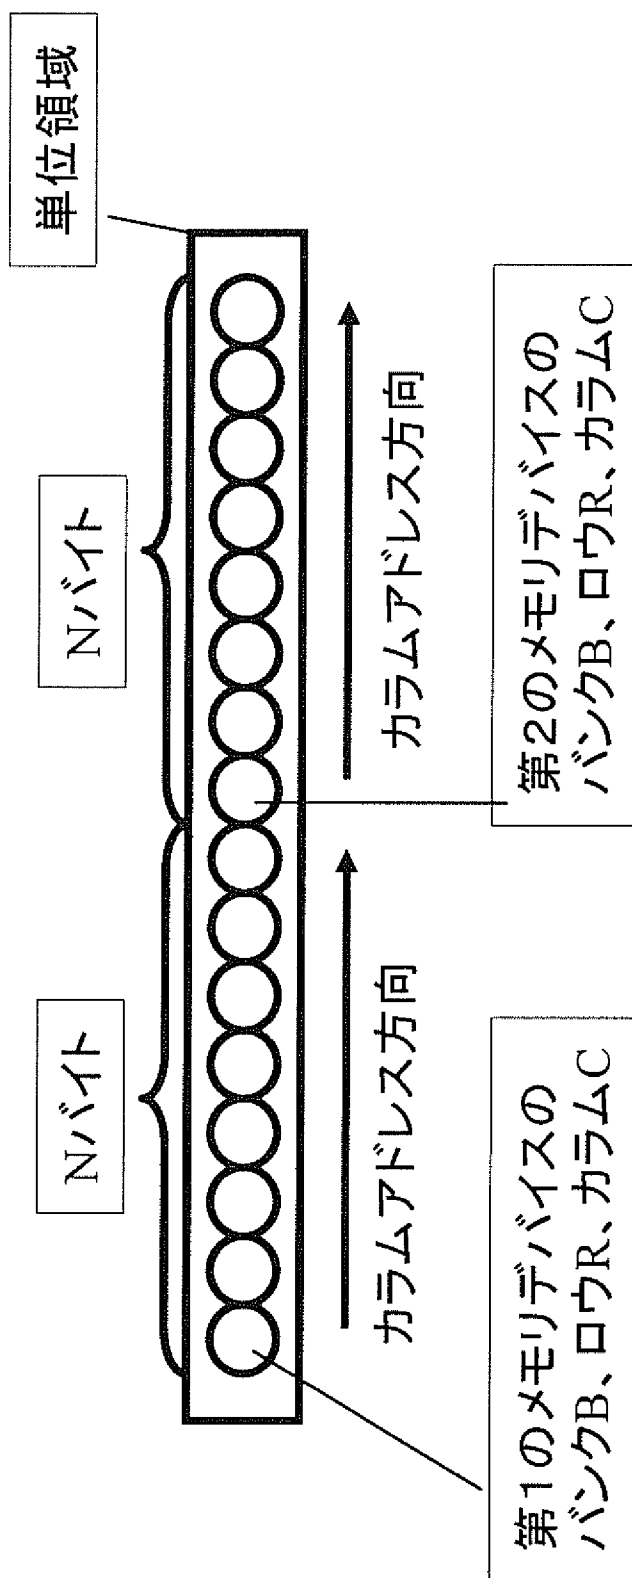 単位領域
Nバイト
Nバイト
カラムアドレス方向
カラムアドレス方向
第1のメモリデバイスの
バンクB、ロウR、カラムC
第2のメモリデバイスの
バンクB、ロウR、カラムC